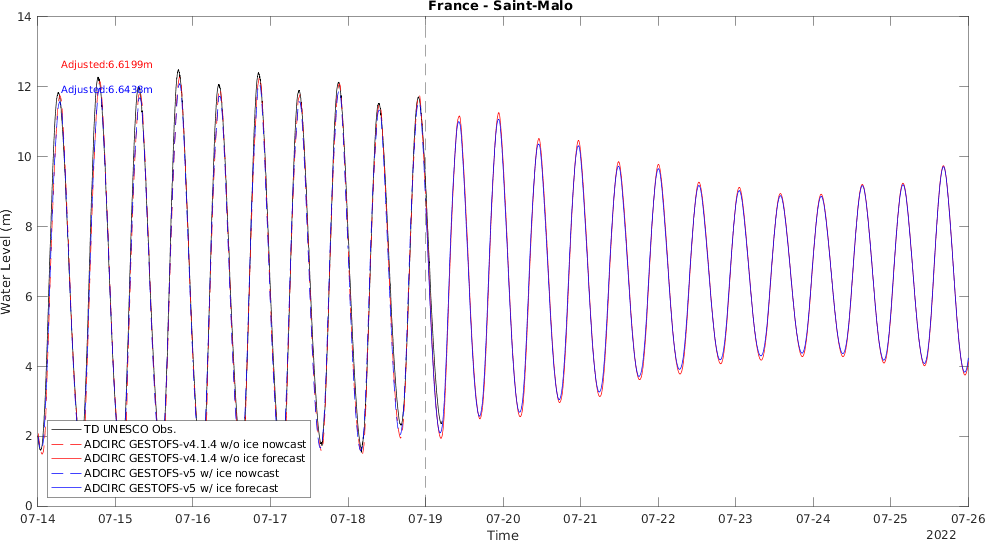 France - Saint-Malo
14
12
10
8
6
4
2
0
Water Level (m)
Adjusted:6.6199m
Adjusted:6.6438m
TD UNESCO Obs.
ADCIRC GESTOFS-v4.1.4 w/o ice nowcast
ADCIRC GESTOFS-v4.1.4 w/o ice forecast
ADCIRC GESTOFS-v5 w/ ice nowcast
ADCIRC GESTOFS-v5 w/ ice forecast
07-14 07-15 07-16 07-17 07-18 07-19 07-20 07-21 07-22 07-23 07-24 07-25 07-26
Time
2022